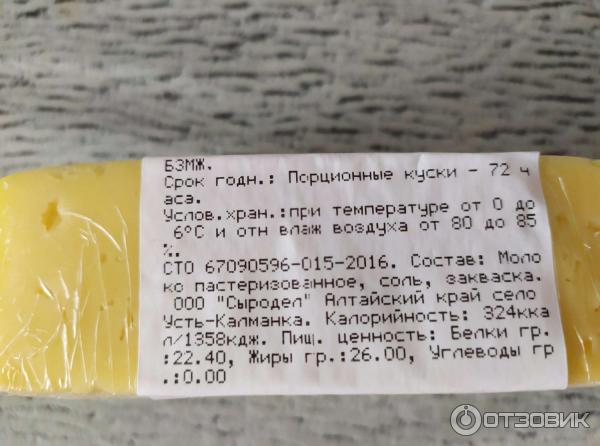 БЗМЖ.
Срок годн.: Порционные куски - 72 ч
аса.
Услов.хран.:при температуре от 0 до
6°С и отн влаж воздуха от 80 до 85
%.
СТО 67090596-015-2016. Состав: Моло
ко пастеризованное, соль, закваска.
ООО "Сыродел" Алтайский край село
Усть-Калманка. Калорийность: 324кка
л/1358кдж. Пищ. ценность: Белки гр.
:22.40, Жиры гр.:26.00, Углеводы гр
.:0.00
ОТЗОВИК